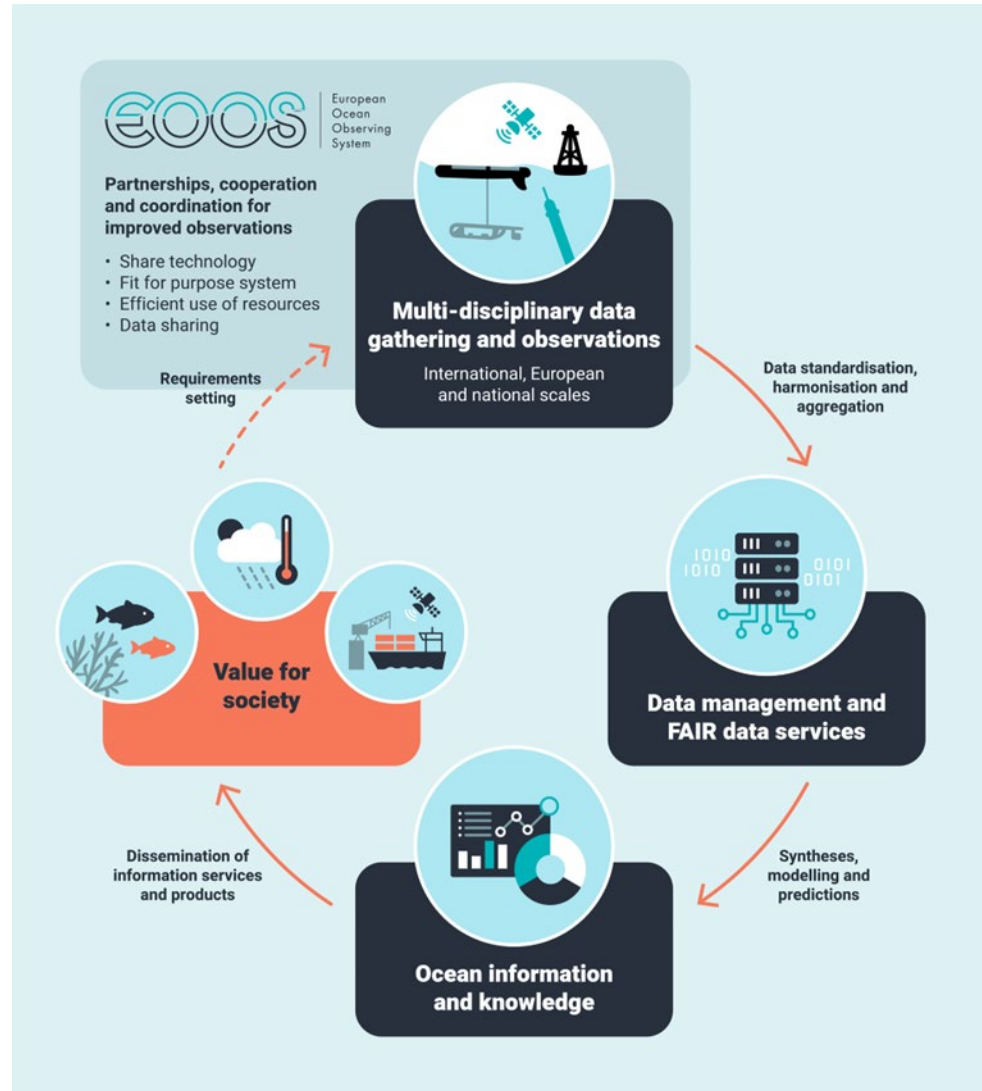 EOOS
European
Ocean
Observing
System
Partnerships, cooperation
and coordination for
improved observations
• Share technology
• Fit for purpose system
• Efficient use of resources
• Data sharing
Multi-disciplinary data
gathering and observations
International, European
and national scales
Requirements
setting
Data standardisation,
harmonisation and
aggregation
1010
1010
0101
0101
Data management and
FAIR data services
Value for
society
Syntheses,
modelling and
predictions
Dissemination of
information services
and products
Ocean information
and knowledge